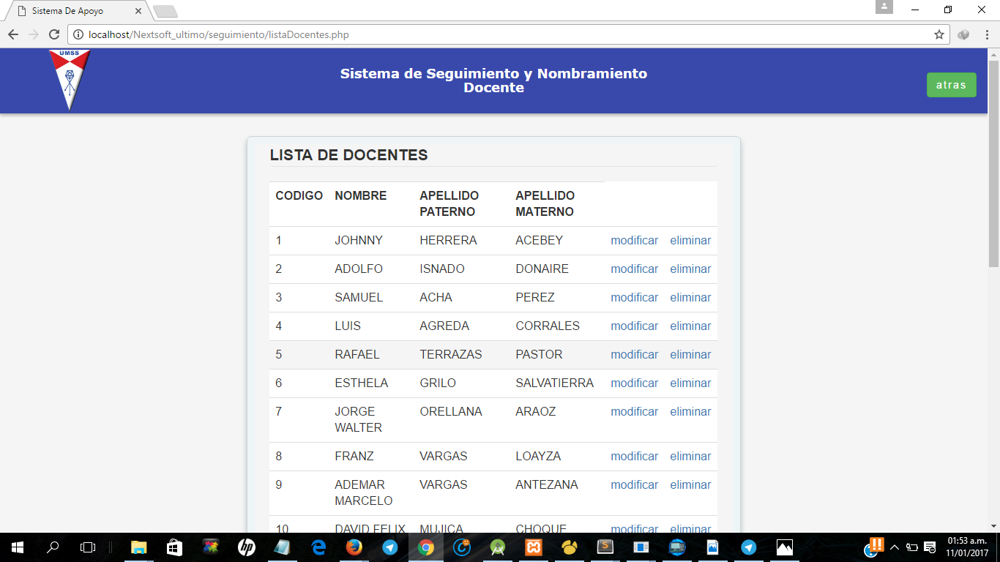 Sistema De Apoyo
localhost/Nextsoft_ultimo/seguimiento/listaDocentes.php
UMSS
Sistema de Seguimiento y Nombramiento
Docente
atras
LISTA DE DOCENTES
CODIGO NOMBRE APELLIDO PATERNO APELLIDO MATERNO
1 JOHNNY HERRERA ACEBEY modificar eliminar
2 ADOLFO ISNADO DONAIRE modificar eliminar
3 SAMUEL ACHA PEREZ modificar eliminar
4 LUIS AGREDA CORRALES modificar eliminar
5 RAFAEL TERRAZAS PASTOR modificar eliminar
6 ESTHELA GRILO SALVATIERRA modificar eliminar
7 JORGE WALTER ORELLANA ARAOZ modificar eliminar
8 FRANZ VARGAS LOAYZA modificar eliminar
9 ADEMAR MARCELO VARGAS ANTEZANA modificar eliminar
10 DAVID FELIX MUJICA CHOQUE modificar eliminar
hp
01:53 a.m.
11/01/2017